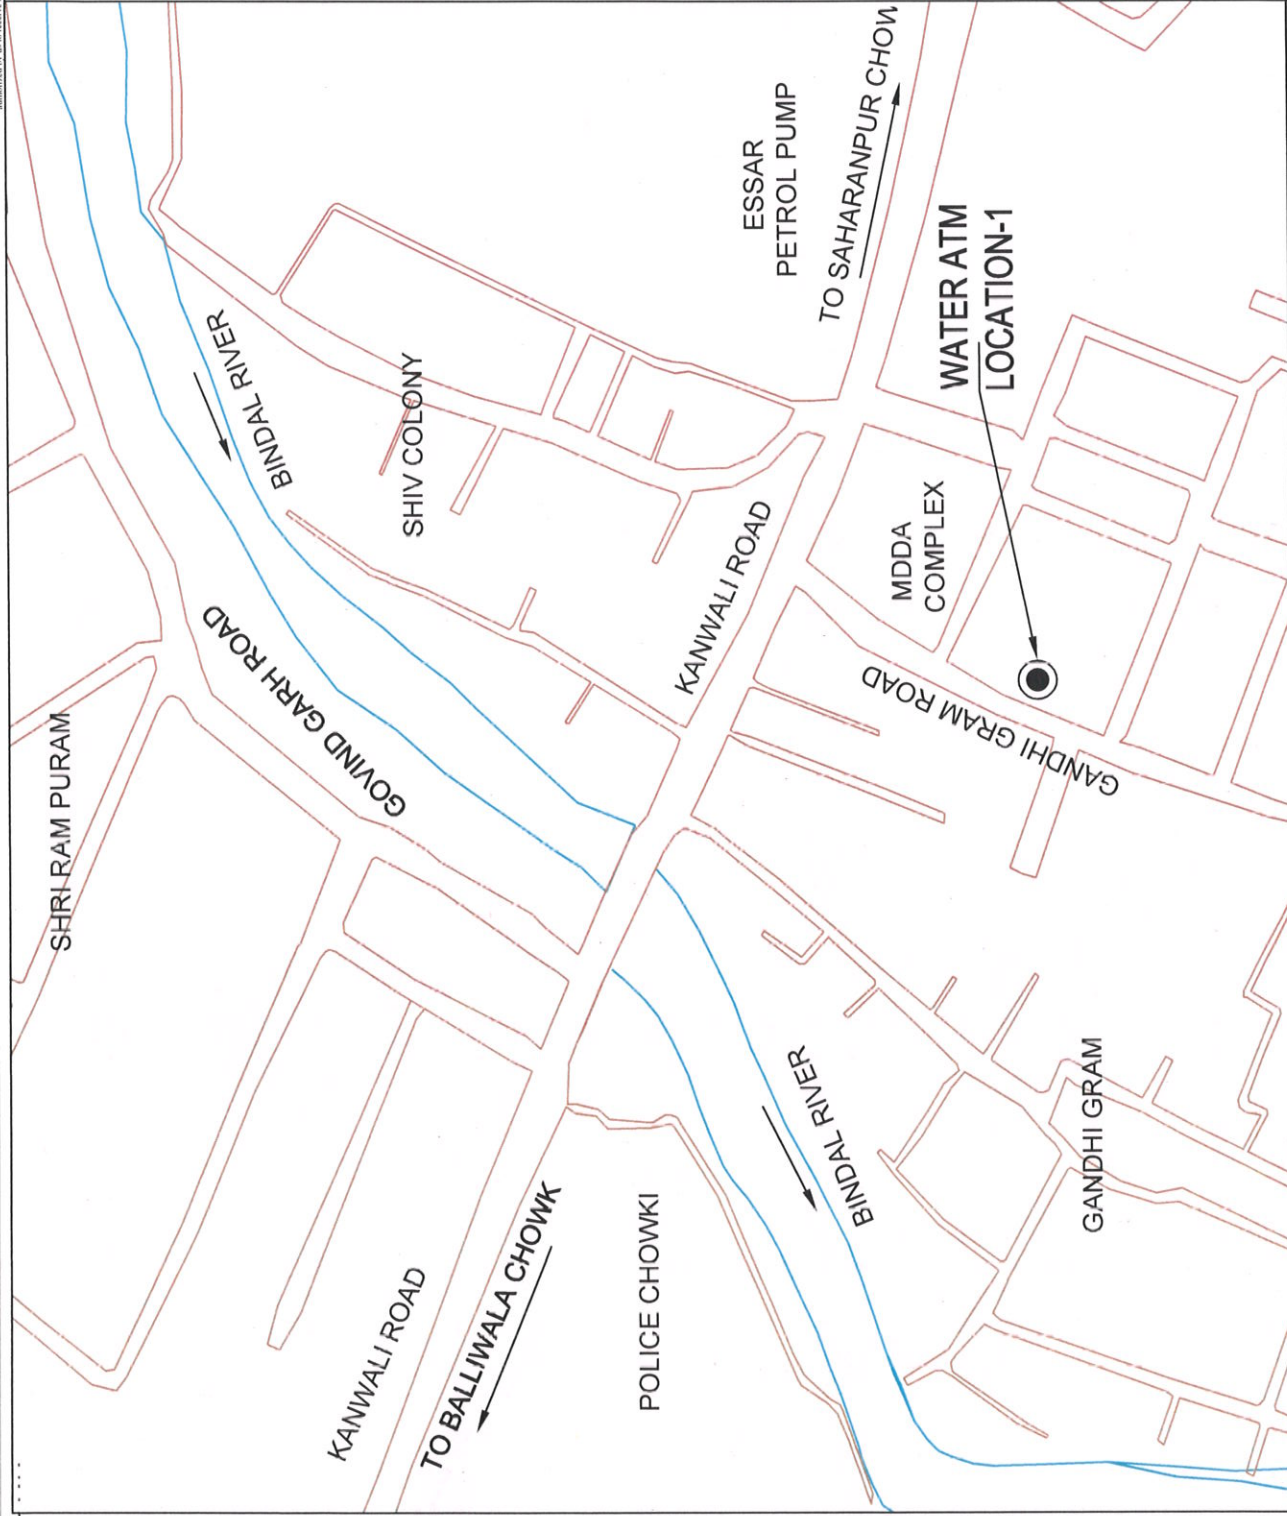 SHRI RAM PURAM
GOVIND GARH ROAD
BINDAL RIVER
SHIV COLONY
ESSAR
PETROL PUMP
TO SAHARANPUR CHOW
WATER ATM
LOCATION-1
KANWALI ROAD
MDDA
COMPLEX
GANDHI GRAM ROAD
KANWALI ROAD
TO BALLIWALA CHOWK
POLICE CHOWKI
BINDAL RIVER
GANDHI GRAM